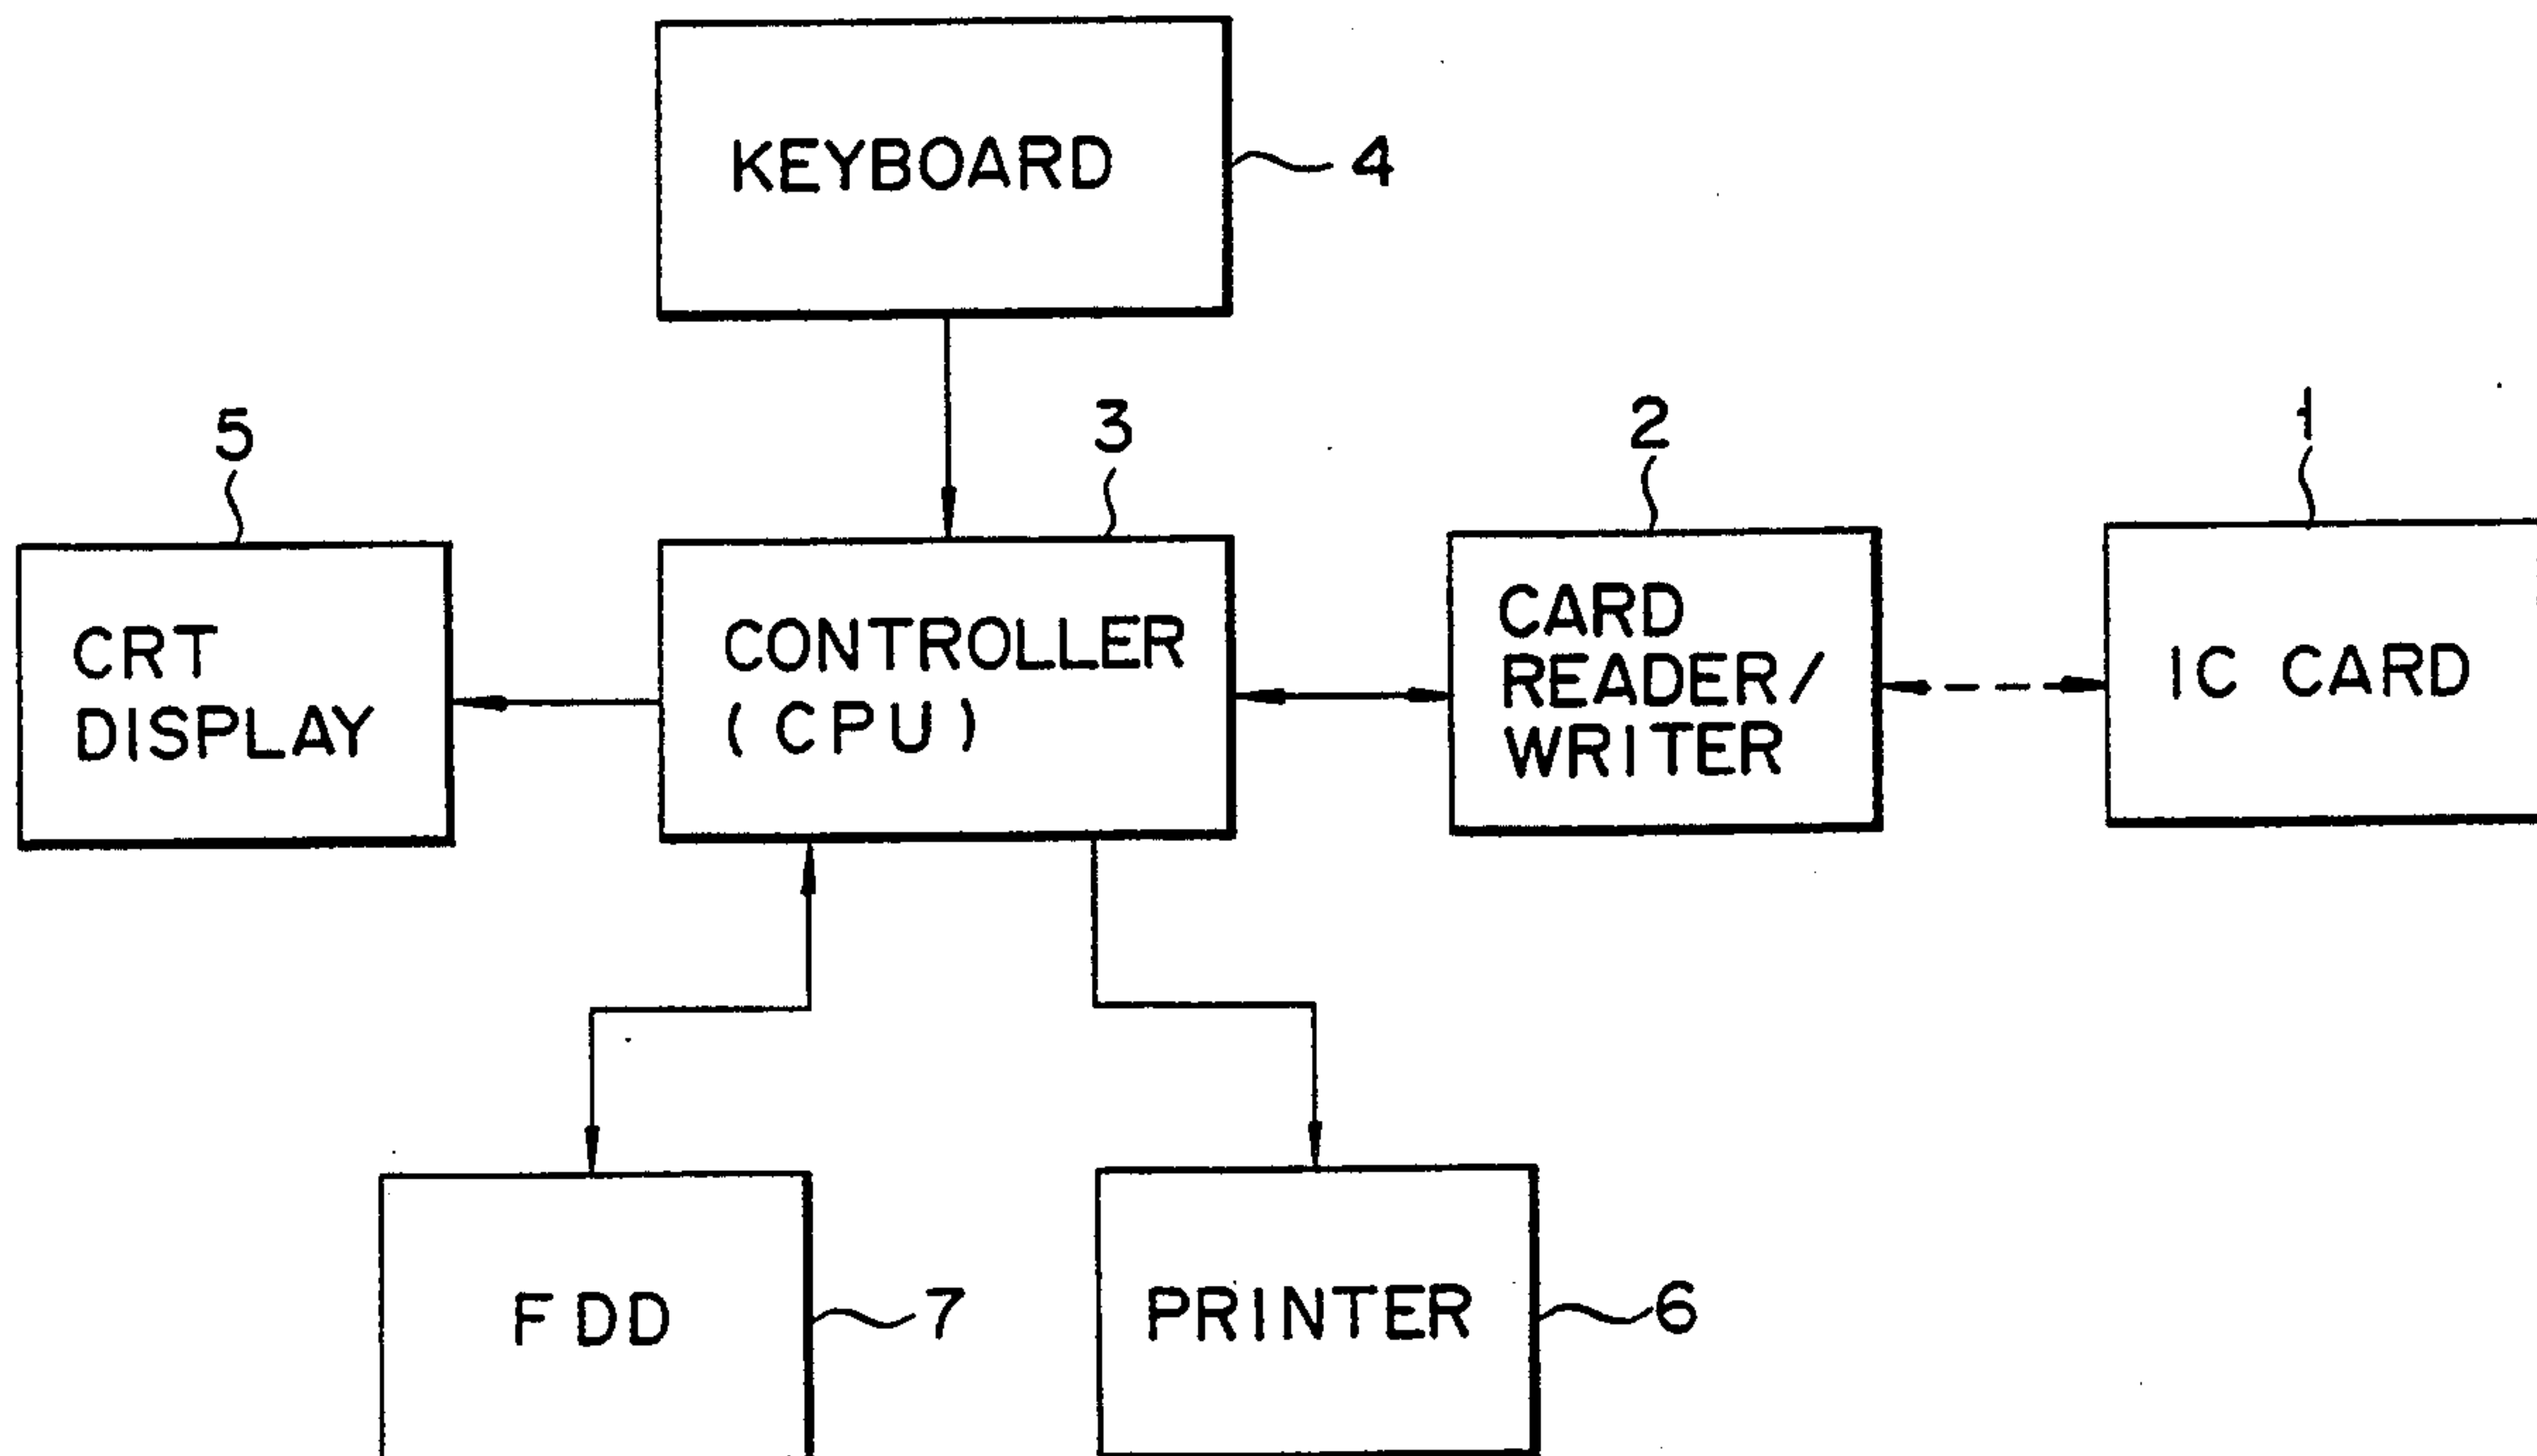 KEYBOARD
4
5
3
2
1
CRT
DISPLAY
CONTROLLER
(CPU)
CARD
READER/
WRITER
IC CARD
FDD
7
PRINTER
6